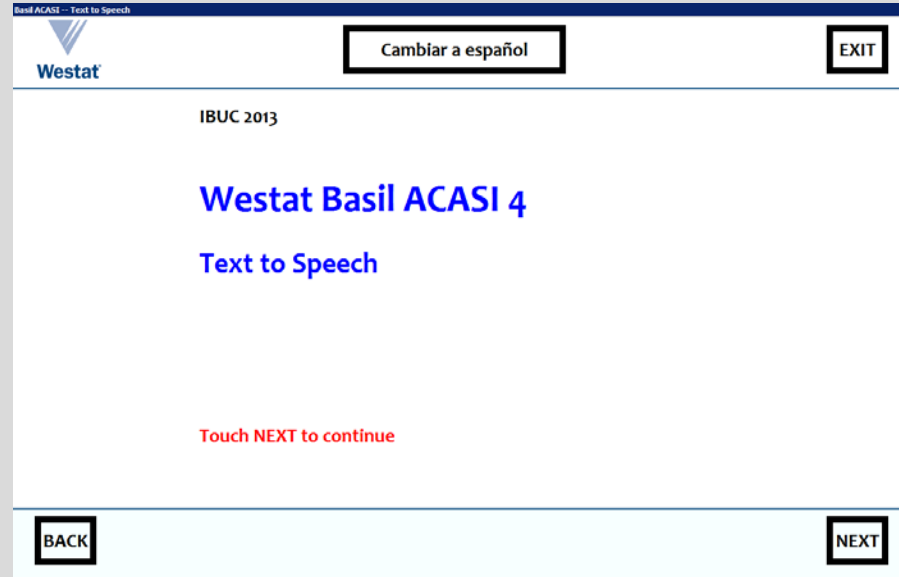 Basil ACASI -- Text to Speech
Westat
Cambiar a español
EXIT
IBUC 2013
Westat Basil ACASI 4
Text to Speech
Touch NEXT to continue
BACK
NEXT